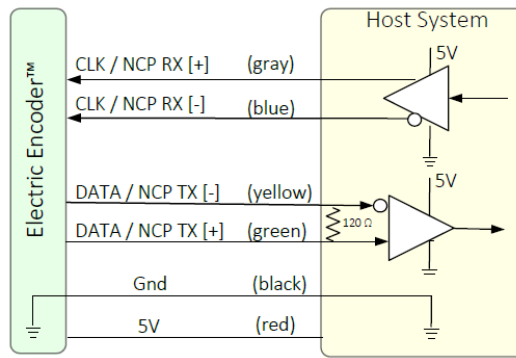 Host System
5V
CLK / NCP RX [+] (gray)
CLK / NCP RX [-] (blue)
Electric Encoder™
5V
DATA / NCP TX [-] (yellow)
120 Ω
DATA / NCP TX [+] (green)
Gnd (black)
5V (red)